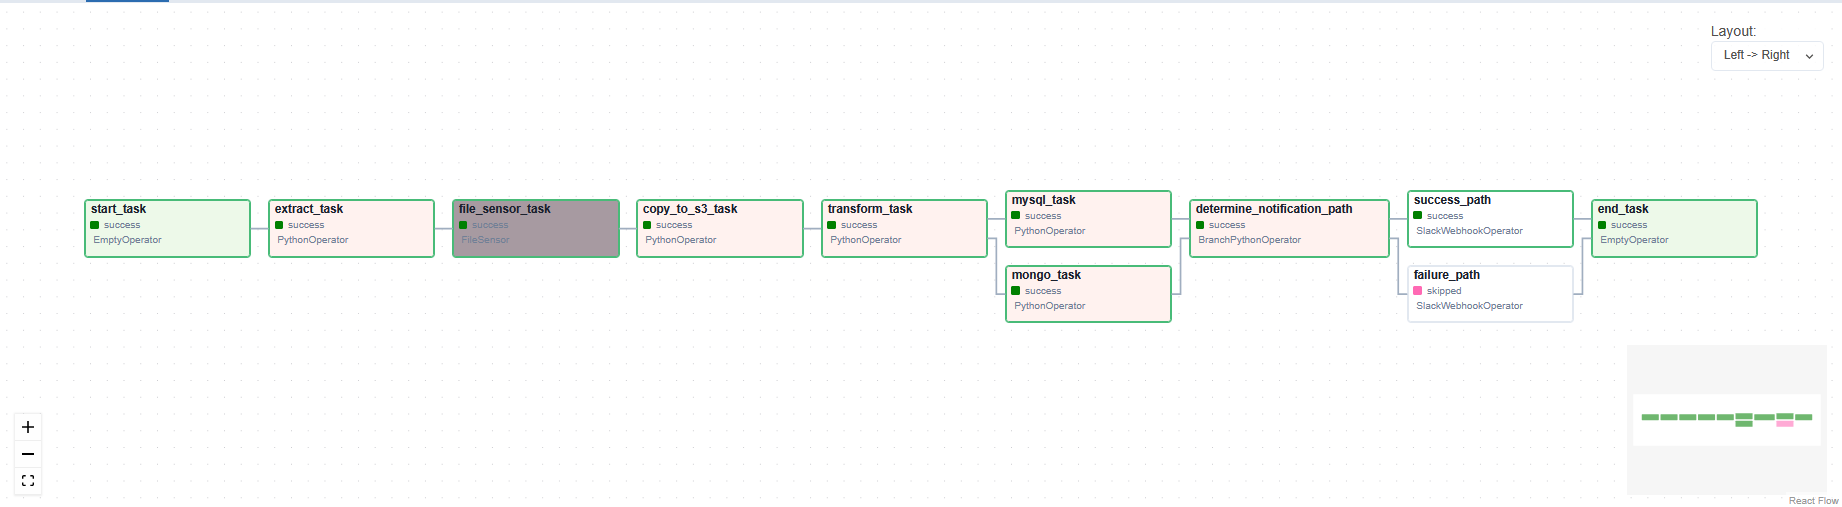 Layout:
Left -> Right
start_task
success
EmptyOperator
extract_task
success
PythonOperator
file_sensor_task
success
FileSensor
copy_to_s3_task
success
PythonOperator
transform_task
success
PythonOperator
mysql_task
success
PythonOperator
mongo_task
success
PythonOperator
determine_notification_path
success
BranchPythonOperator
success_path
success
SlackWebhookOperator
failure_path
skipped
SlackWebhookOperator
end_task
success
EmptyOperator
React Flow